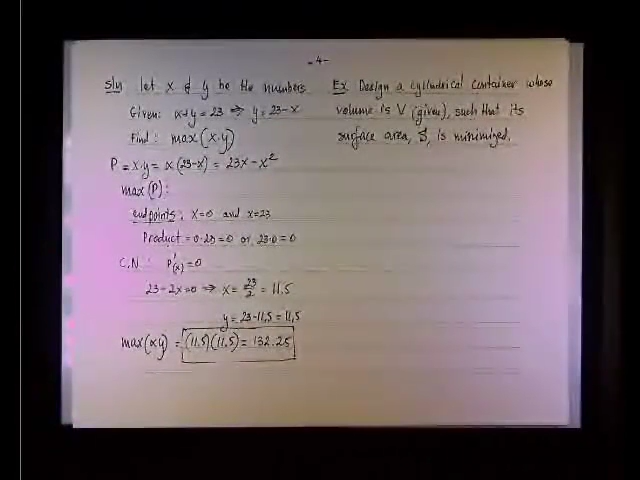 -4-
Sln let x & y be the numbers
Given: x+y = 23 ⇒ y = 23-x
Find: max(x.y)
P = x.y = x(23-x) = 23x - x²
max(P):
endpoints: x=0 and x=23
Product = 0.23 = 0 or 23.0 = 0
C.N.: P'(x) = 0
23 - 2x = 0 ⇒ x = 23/2 = 11.5
y = 23-11.5 = 11.5
max(xy) = (11.5)(11.5) = 132.25
Ex Design a cylindrical container whose
volume is V (given), such that its
surface area, S, is minimized.